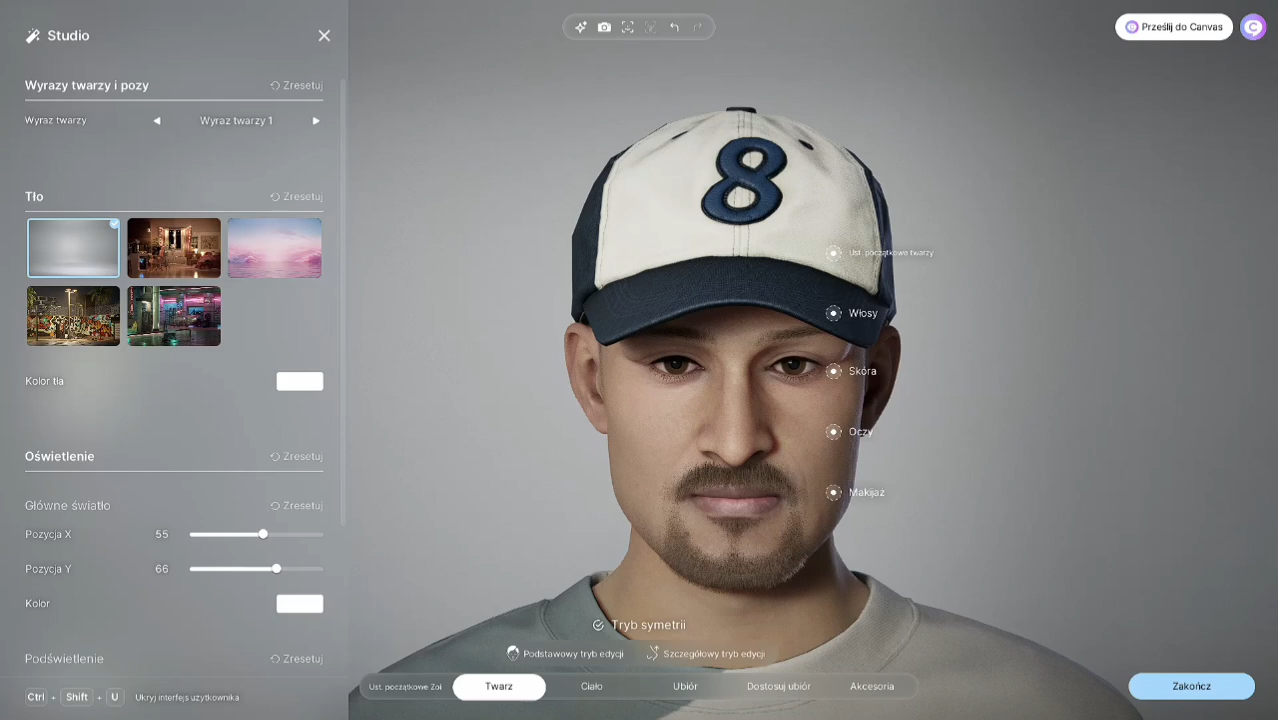 Studio
Prześlij do Canvas
Wyrazy twarzy i pozy
Zresetuj
Wyraz twarzy
Wyraz twarzy 1
Tło
Zresetuj
8
Ust. początkowe twarzy
Włosy
Skóra
Oczy
Makijaż
Kolor tła
Oświetlenie
Zresetuj
Główne światło
Zresetuj
Pozycja X
55
Pozycja Y
66
Kolor
Podświetlenie
Zresetuj
Tryb symetrii
Podstawowy tryb edycji
Szczegółowy tryb edycji
Ctrl + Shift + U Ukryj interfejs użytkownika
Ust. początkowe Zoi
Twarz
Ciało
Ubiór
Dostosuj ubiór
Akcesoria
Zakończ